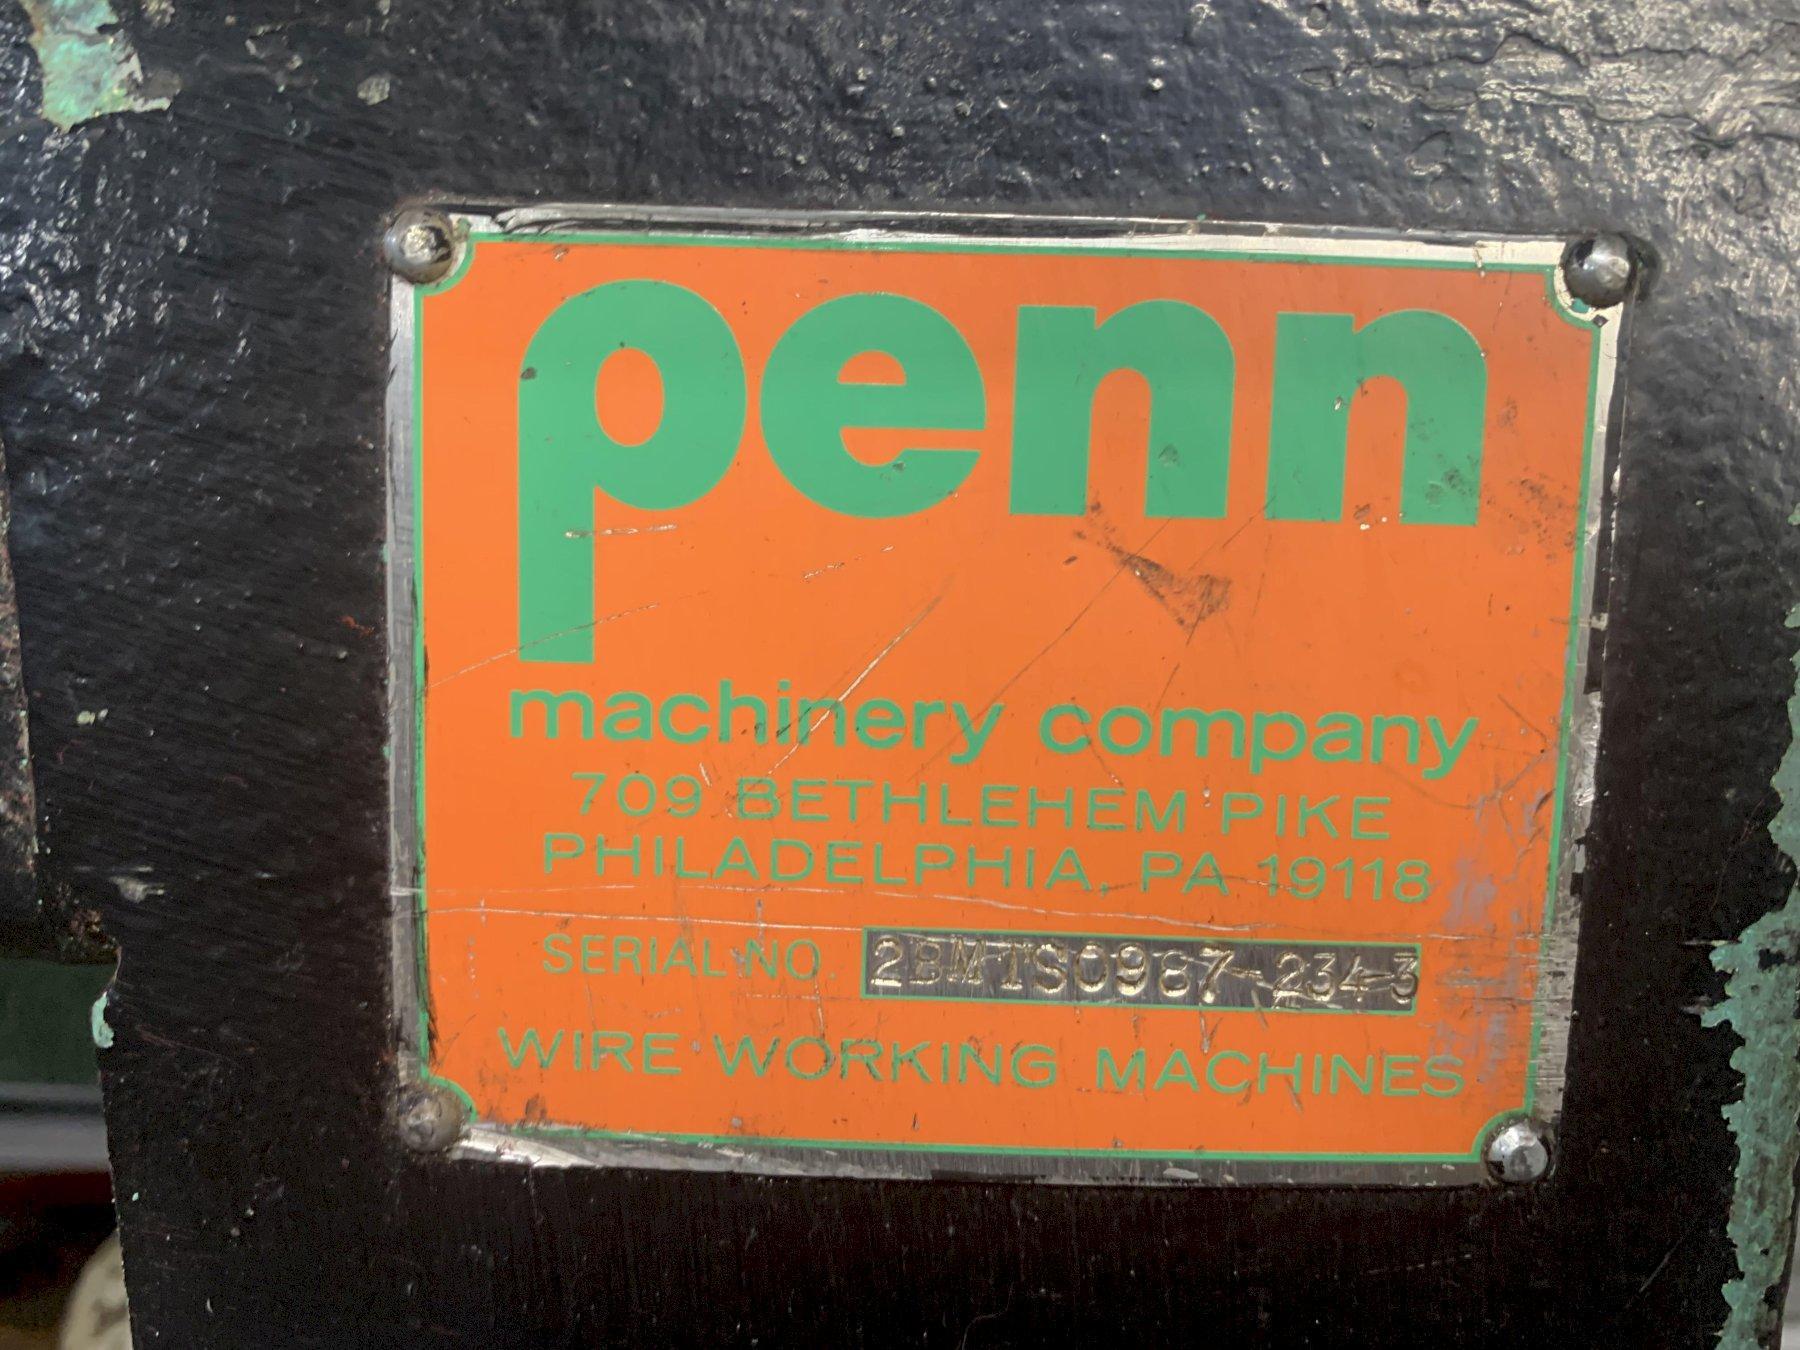 penn
machinery company
709 BETHLEHEM PIKE
PHILADELPHIA, PA 19118
SERIAL NO. 2BMTS0987-234-3
WIRE WORKING MACHINES